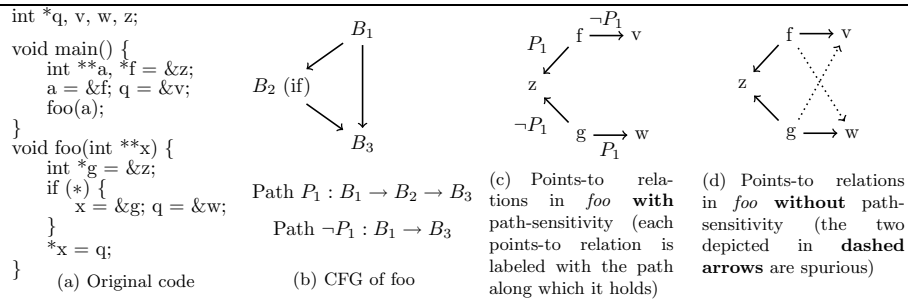 int *q, v, w, z;
void main() {
int **a, *f = &z;
a = &f; q = &v;
foo(a);
}
void foo(int **x) {
int *g = &z;
if (*) {
x = &g; q = &w;
}
*x = q;
}
(a) Original code
B1
B2 (if)
B3
Path P1 : B1 → B2 → B3
Path ¬P1 : B1 → B3
(b) CFG of foo
¬P1
P1 f v
z
¬P1 g w
P1
(c) Points-to rela-
tions in foo with
path-sensitivity (each
points-to relation is
labeled with the path
along which it holds)
f v
z
g w
(d) Points-to relations
in foo without path-
sensitivity (the two
depicted in dashed
arrows are spurious)